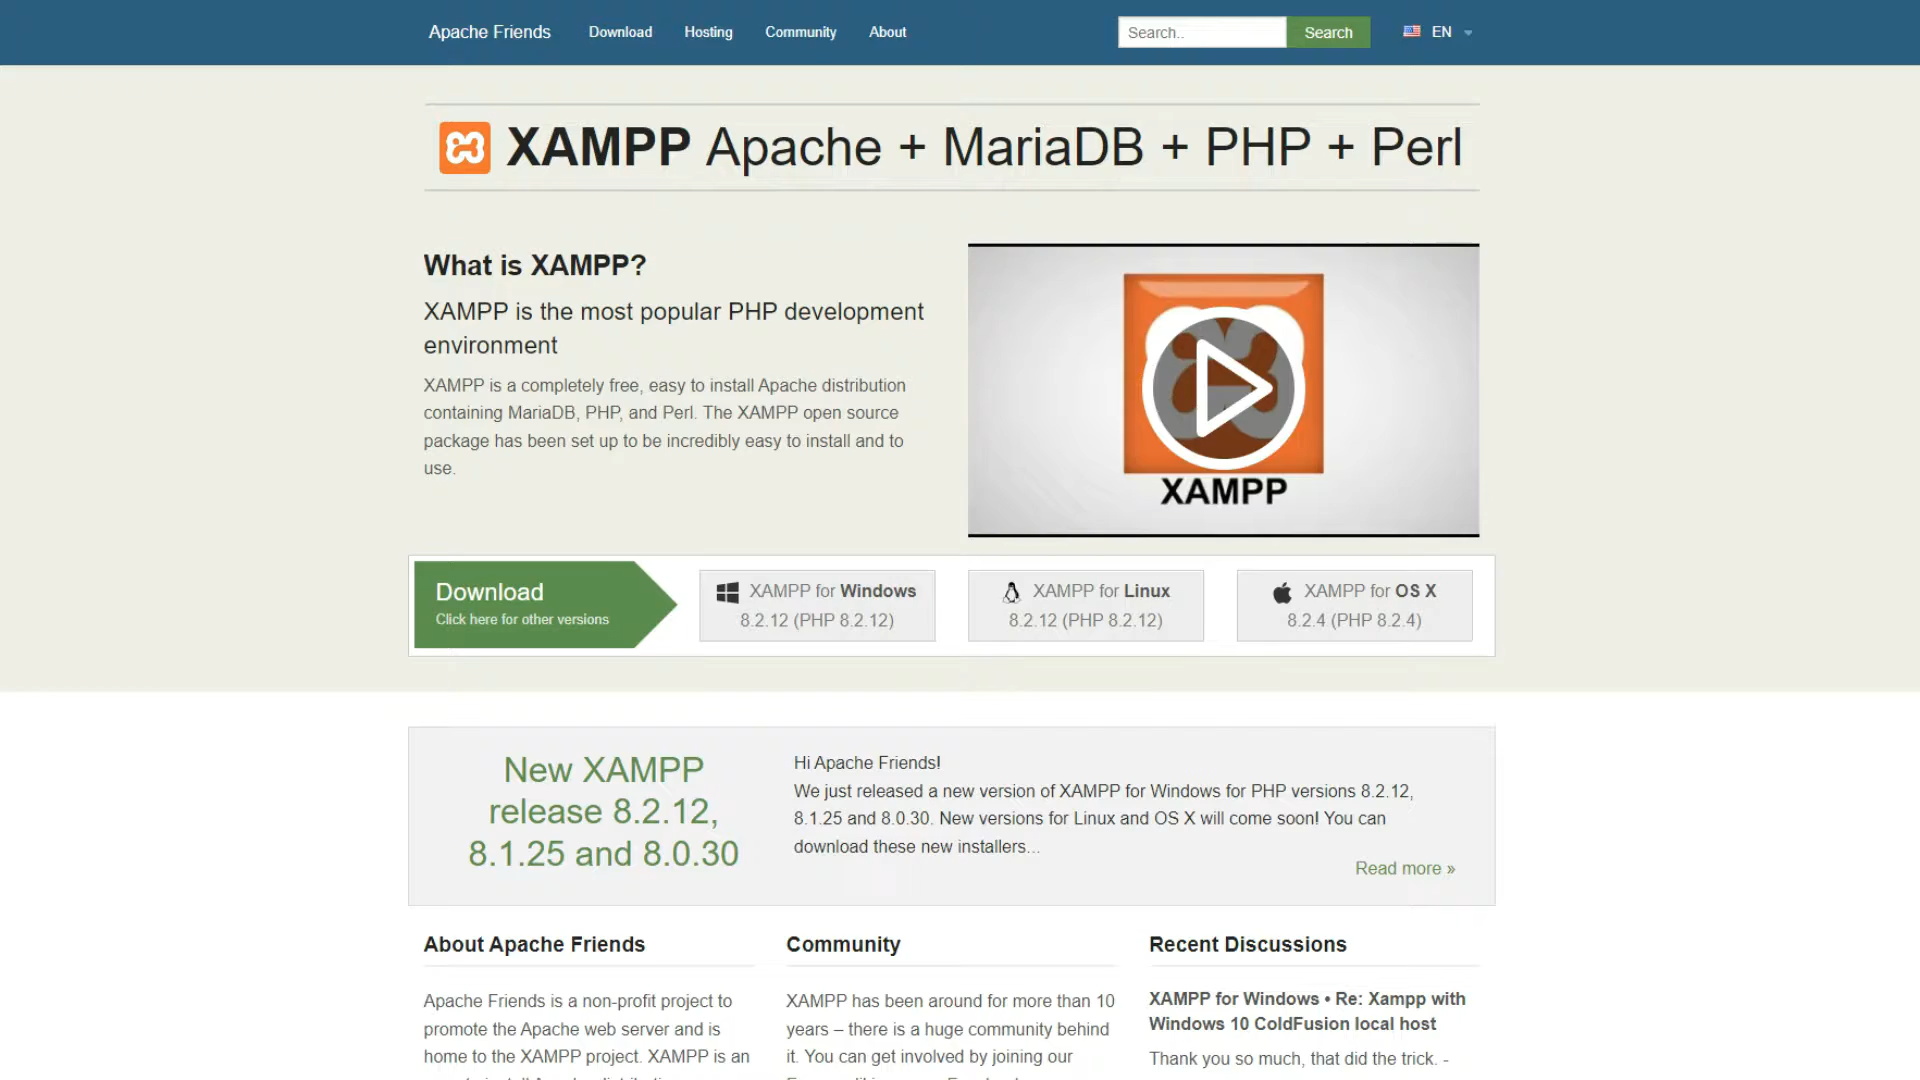 Apache Friends Download Hosting Community About Search.. Search EN
XAMPP Apache + MariaDB + PHP + Perl
What is XAMPP?
XAMPP is the most popular PHP development
environment
XAMPP is a completely free, easy to install Apache distribution
containing MariaDB, PHP, and Perl. The XAMPP open source
package has been set up to be incredibly easy to install and to
use.
XAMPP
Download
Click here for other versions
XAMPP for Windows
8.2.12 (PHP 8.2.12)
XAMPP for Linux
8.2.12 (PHP 8.2.12)
XAMPP for OS X
8.2.4 (PHP 8.2.4)
New XAMPP
release 8.2.12,
8.1.25 and 8.0.30
Hi Apache Friends!
We just released a new version of XAMPP for Windows for PHP versions 8.2.12,
8.1.25 and 8.0.30. New versions for Linux and OS X will come soon! You can
download these new installers...
Read more »
About Apache Friends
Apache Friends is a non-profit project to
promote the Apache web server and is
home to the XAMPP project. XAMPP is an
Community
XAMPP has been around for more than 10
years – there is a huge community behind
it. You can get involved by joining our
Recent Discussions
XAMPP for Windows • Re: Xampp with
Windows 10 ColdFusion local host
Thank you so much, that did the trick. -